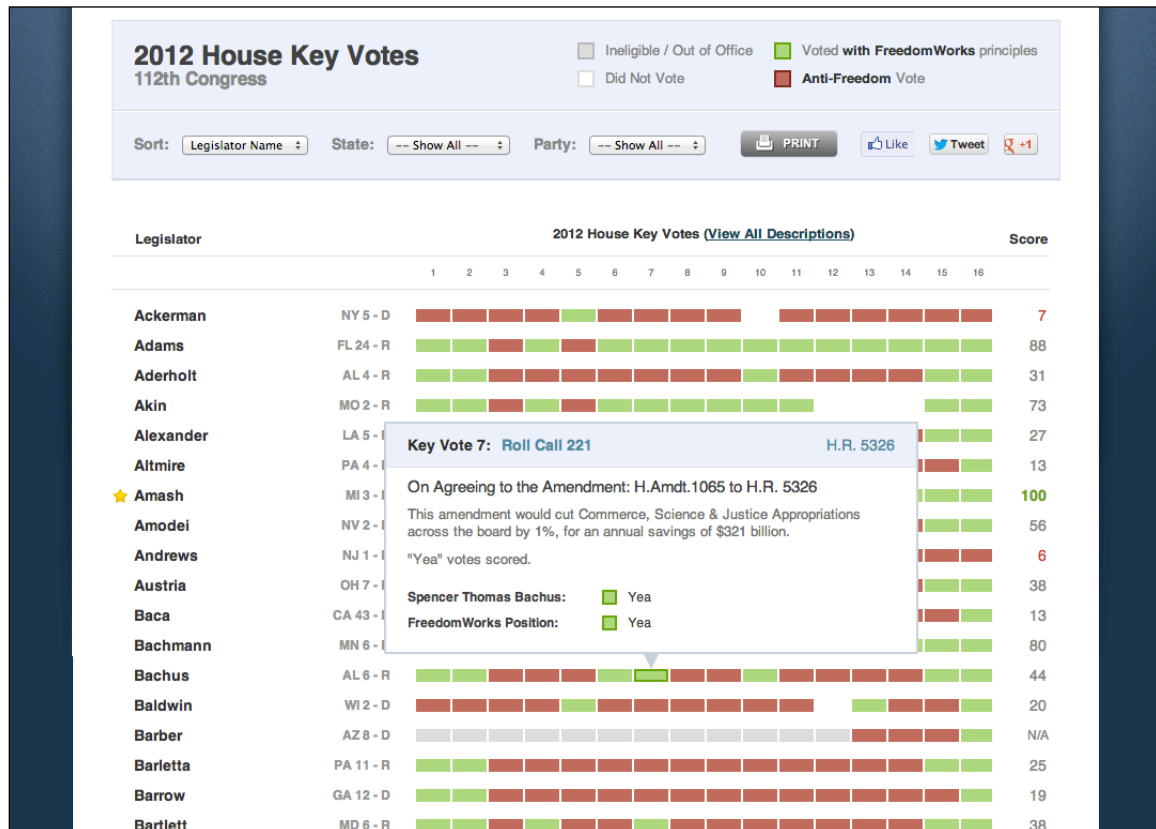 2012 House Key Votes
112th Congress
Ineligible / Out of Office
Voted with FreedomWorks principles
Did Not Vote
Anti-Freedom Vote
Sort: Legislator Name State: -- Show All -- Party: -- Show All -- PRINT Like Tweet +1
Legislator 2012 House Key Votes (View All Descriptions) Score
1 2 3 4 5 6 7 8 9 10 11 12 13 14 15 16
Ackerman NY 5 - D 7
Adams FL 24 - R 88
Aderholt AL 4 - R 31
Akin MO 2 - R 73
Alexander LA 5 - 27
Altmire PA 4 - 13
Amash MI 3 - 100
Amodei NV 2 - 56
Andrews NJ 1 - 6
Austria OH 7 - 38
Baca CA 43 - 13
Bachmann MN 6 - 80
Key Vote 7: Roll Call 221 H.R. 5326
On Agreeing to the Amendment: H.Amdt.1065 to H.R. 5326
This amendment would cut Commerce, Science & Justice Appropriations
across the board by 1%, for an annual savings of $321 billion.
"Yea" votes scored.
Spencer Thomas Bachus: Yea
FreedomWorks Position: Yea
Bachus AL 6 - R 44
Baldwin WI 2 - D 20
Barber AZ 8 - D N/A
Barletta PA 11 - R 25
Barrow GA 12 - D 19
Bartlett MD 6 - R 38